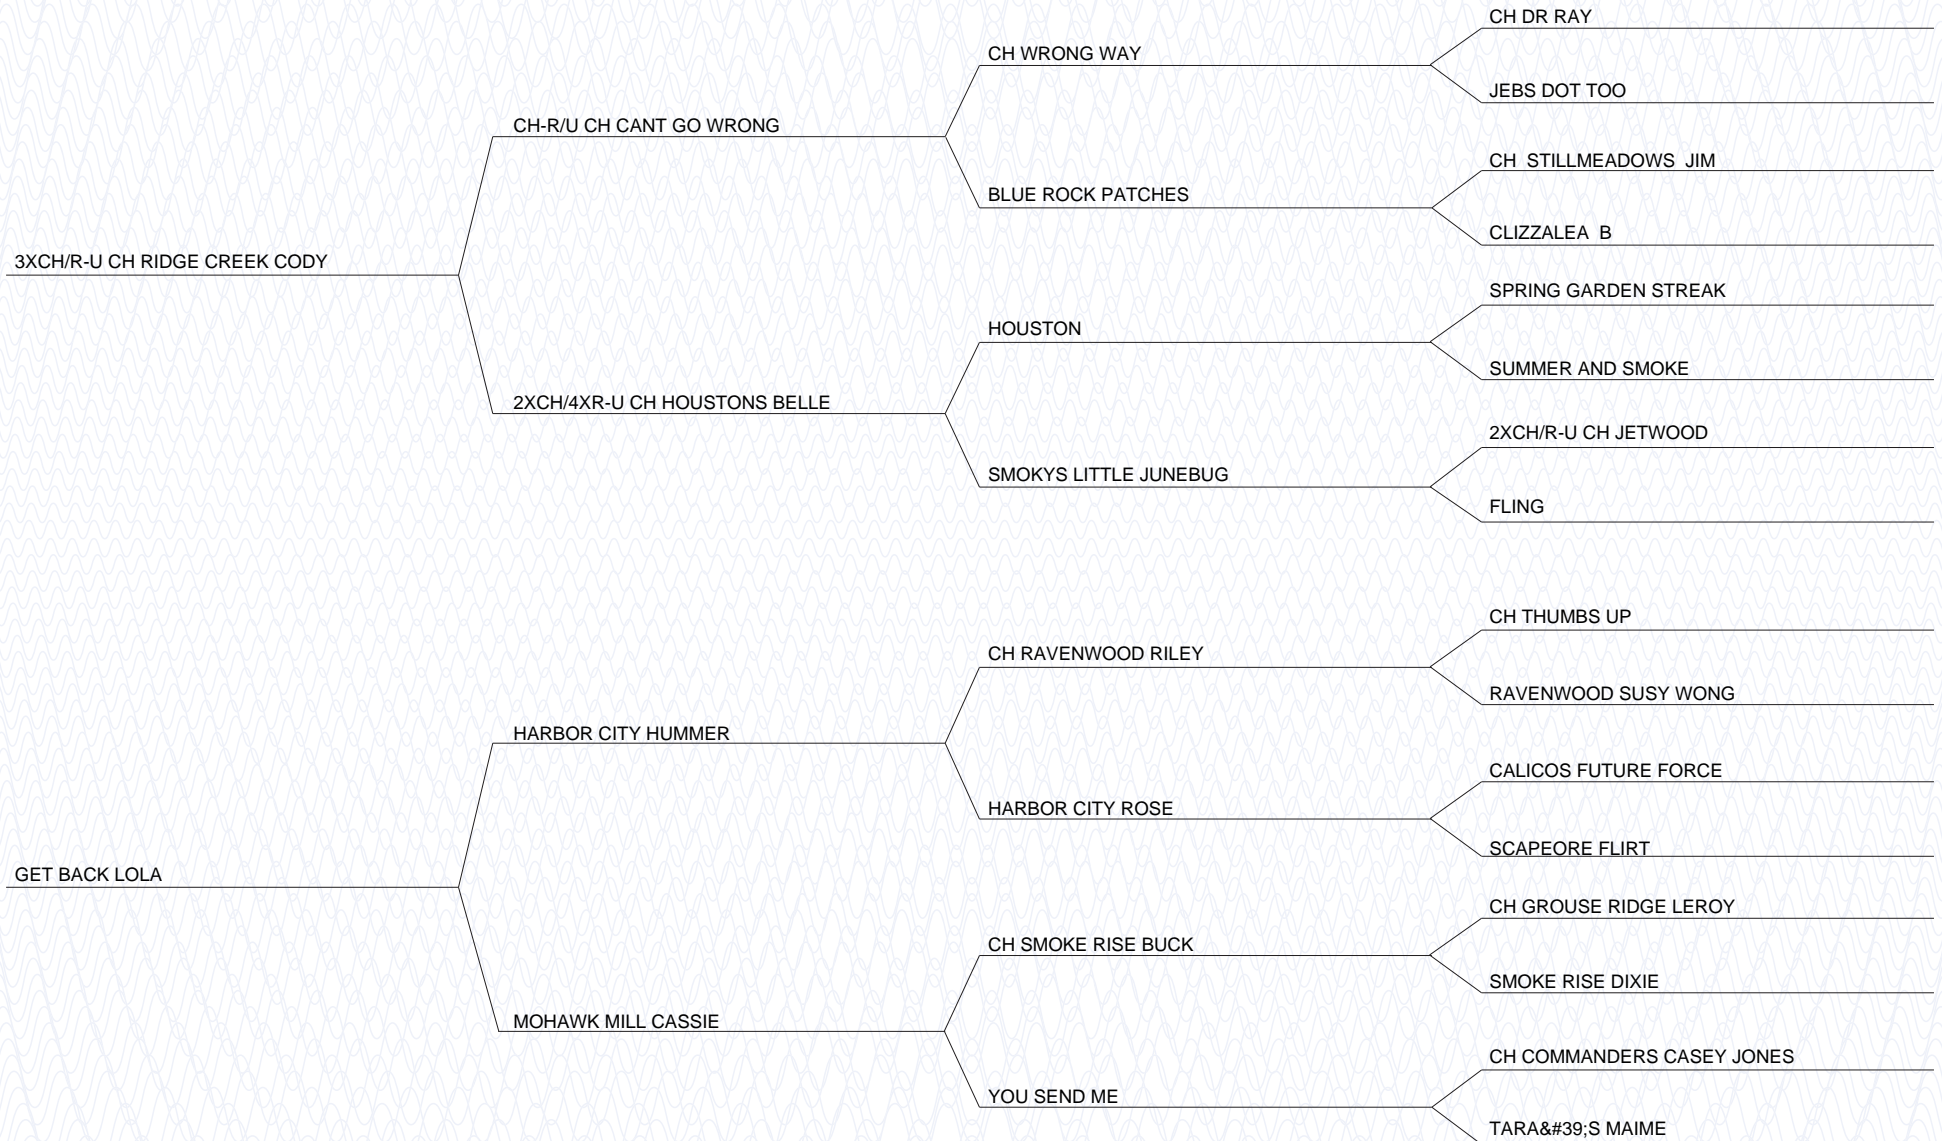 CH DR RAY
CH WRONG WAY
JEBS DOT TOO
CH-R/U CH CANT GO WRONG
CH  STILLMEADOWS  JIM
BLUE ROCK PATCHES
CLIZZALEA  B
3XCH/R-U CH RIDGE CREEK CODY
SPRING GARDEN STREAK
HOUSTON
SUMMER AND SMOKE
2XCH/4XR-U CH HOUSTONS BELLE
2XCH/R-U CH JETWOOD
SMOKYS LITTLE JUNEBUG
FLING
CH THUMBS UP
CH RAVENWOOD RILEY
RAVENWOOD SUSY WONG
HARBOR CITY HUMMER
CALICOS FUTURE FORCE
HARBOR CITY ROSE
SCAPEORE FLIRT
GET BACK LOLA
CH GROUSE RIDGE LEROY
CH SMOKE RISE BUCK
SMOKE RISE DIXIE
MOHAWK MILL CASSIE
CH COMMANDERS CASEY JONES
YOU SEND ME
TARA&#39;S MAIME